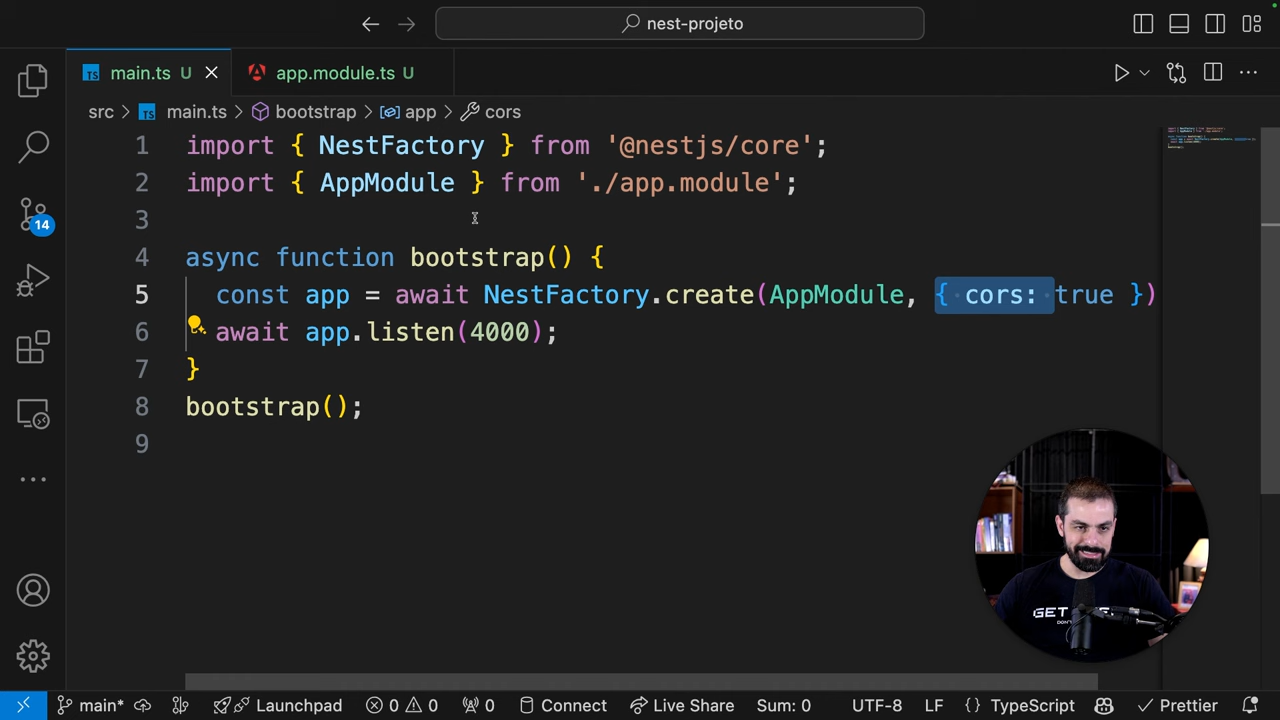 nest-projeto
main.ts U
app.module.ts U
src > main.ts > bootstrap > app > cors
1 import { NestFactory } from '@nestjs/core';
2 import { AppModule } from './app.module';
3
4 async function bootstrap() {
5 const app = await NestFactory.create(AppModule, { cors: true })
6 await app.listen(4000);
7 }
8 bootstrap();
9
14
GET
main* Launchpad 0 0 0 Connect Live Share Sum: 0 UTF-8 LF {} TypeScript Prettier